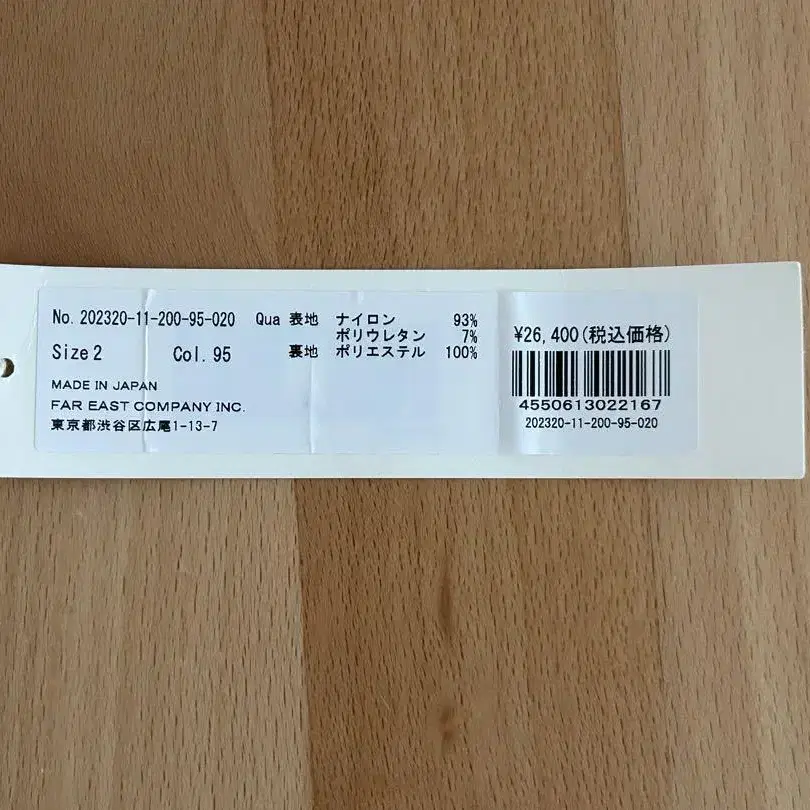 No. 202320-11-200-95-020 Qua 表地 ナイロン 93%
ポリウレタン 7%
Size 2 Col. 95 裏地 ポリエステル 100%
MADE IN JAPAN
FAR EAST COMPANY INC.
東京都渋谷区広尾1-13-7
¥26,400(税込価格)
4550613022167
202320-11-200-95-020